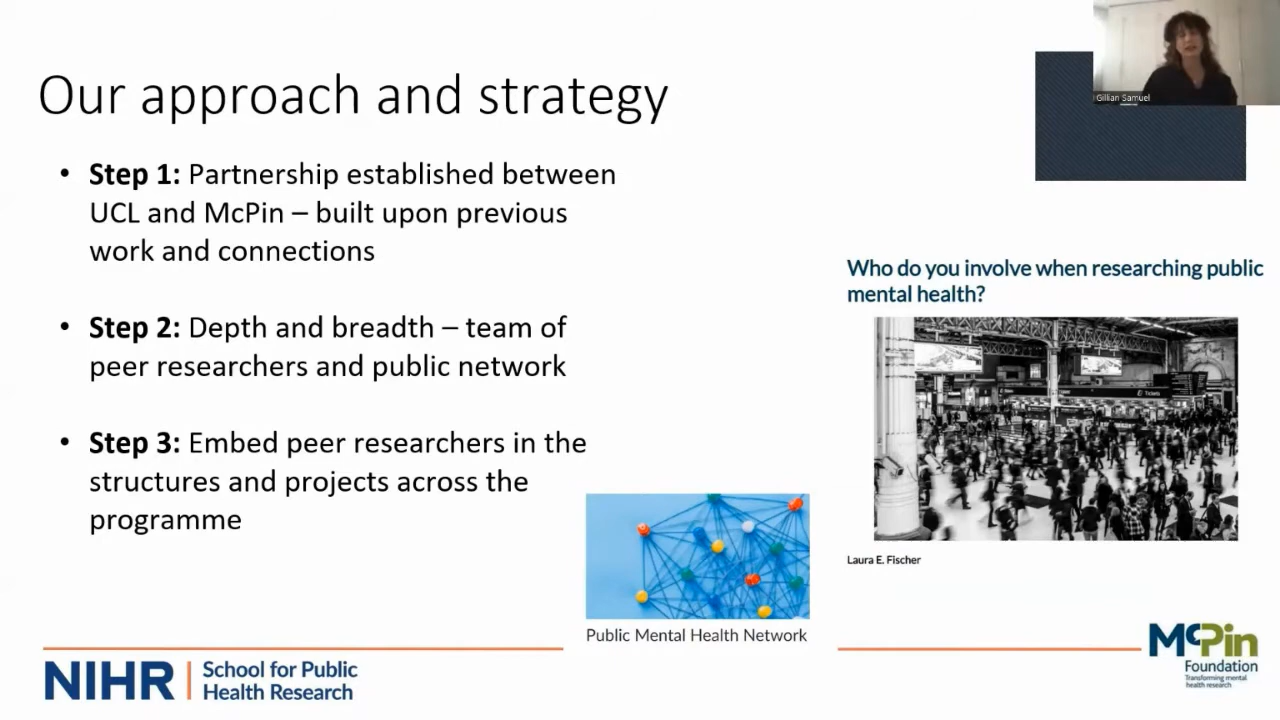 Our approach and strategy
Gillian Samuel
• Step 1: Partnership established between
UCL and McPin – built upon previous
work and connections
• Step 2: Depth and breadth – team of
peer researchers and public network
• Step 3: Embed peer researchers in the
structures and projects across the
programme
Who do you involve when researching public
mental health?
Tickets
Laura E. Fischer
Public Mental Health Network
NIHR | School for Public
Health Research
McPin
Foundation
Transforming mental
health research